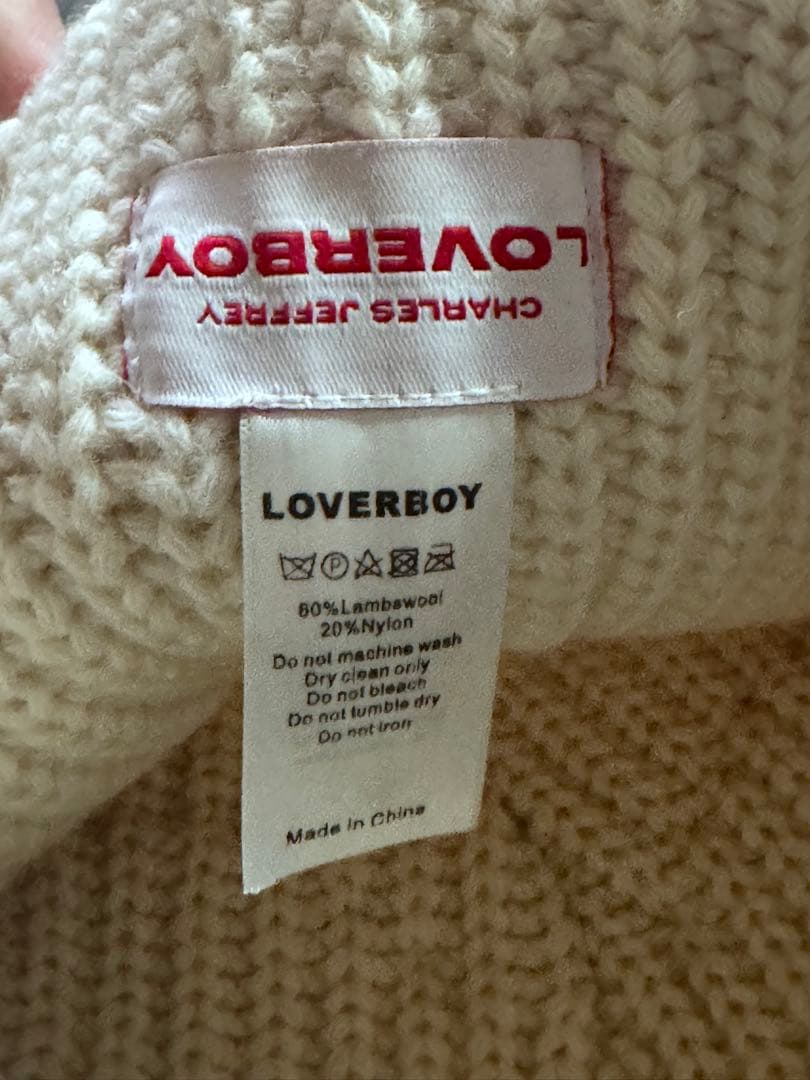 LOVERBOY
CHARLES JEFFREY
LOVERBOY
P
80%Lambswool
20%Nylon
Do not machine wash
Dry clean only
Do not bleach
Do not tumble dry
Do not iron
Made in China